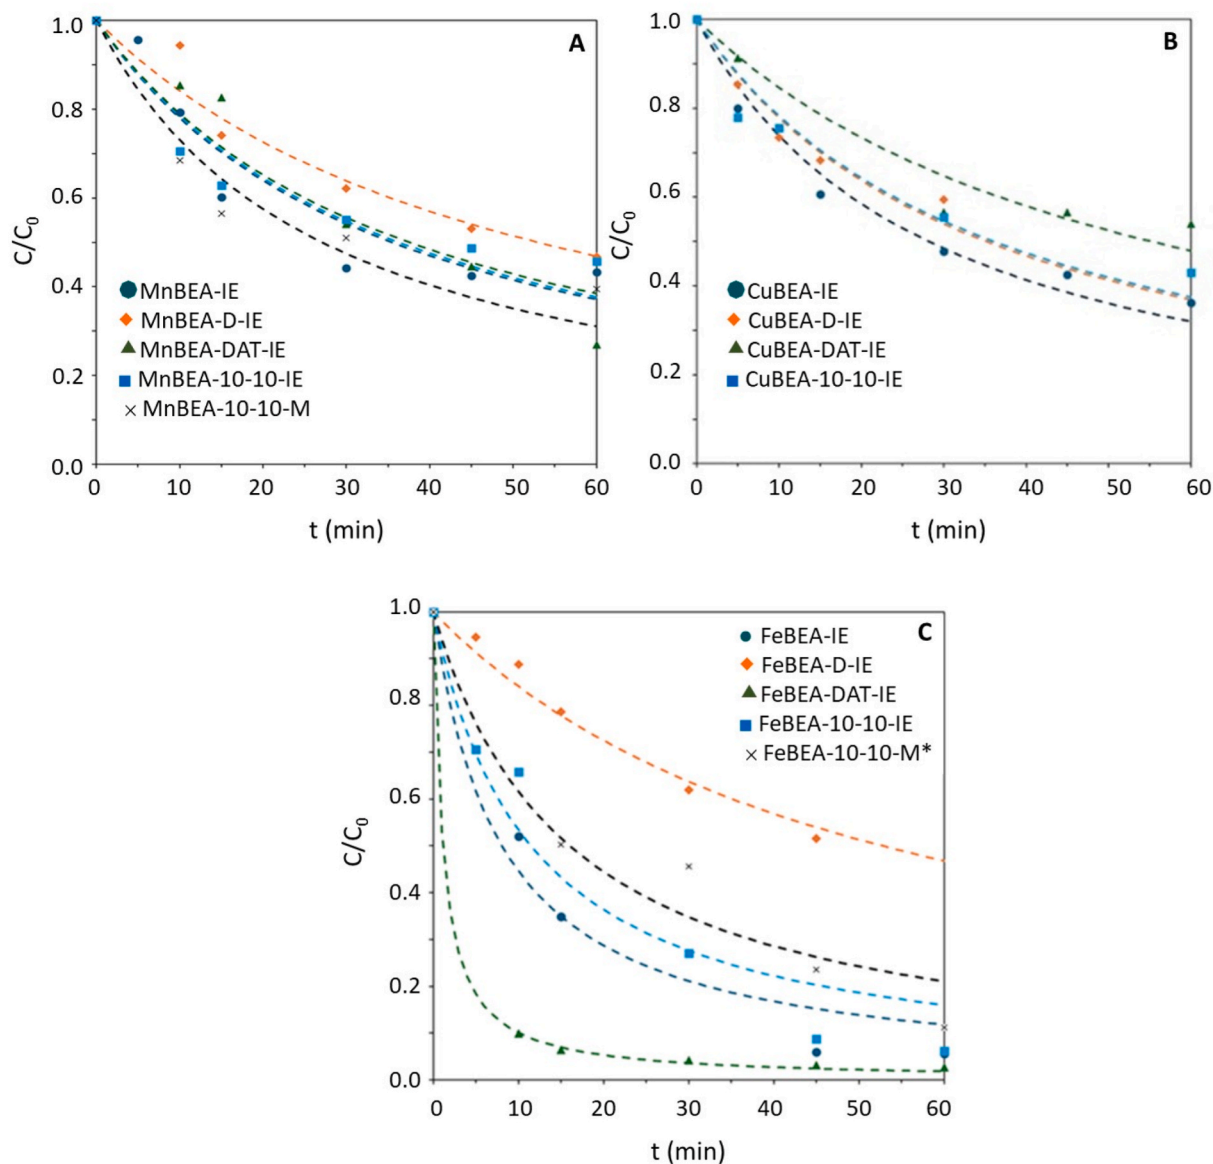 A
C/C0
1.0
0.8
0.6
0.4
0.2
0.0
MnBEA-IE
MnBEA-D-IE
MnBEA-DAT-IE
MnBEA-10-10-IE
MnBEA-10-10-M
0 10 20 30 40 50 60
t (min)
B
C/C0
1.0
0.8
0.6
0.4
0.2
0.0
CuBEA-IE
CuBEA-D-IE
CuBEA-DAT-IE
CuBEA-10-10-IE
0 10 20 30 40 50 60
t (min)
C
C/C0
1.0
0.8
0.6
0.4
0.2
0.0
FeBEA-IE
FeBEA-D-IE
FeBEA-DAT-IE
FeBEA-10-10-IE
FeBEA-10-10-M*
0 10 20 30 40 50 60
t (min)